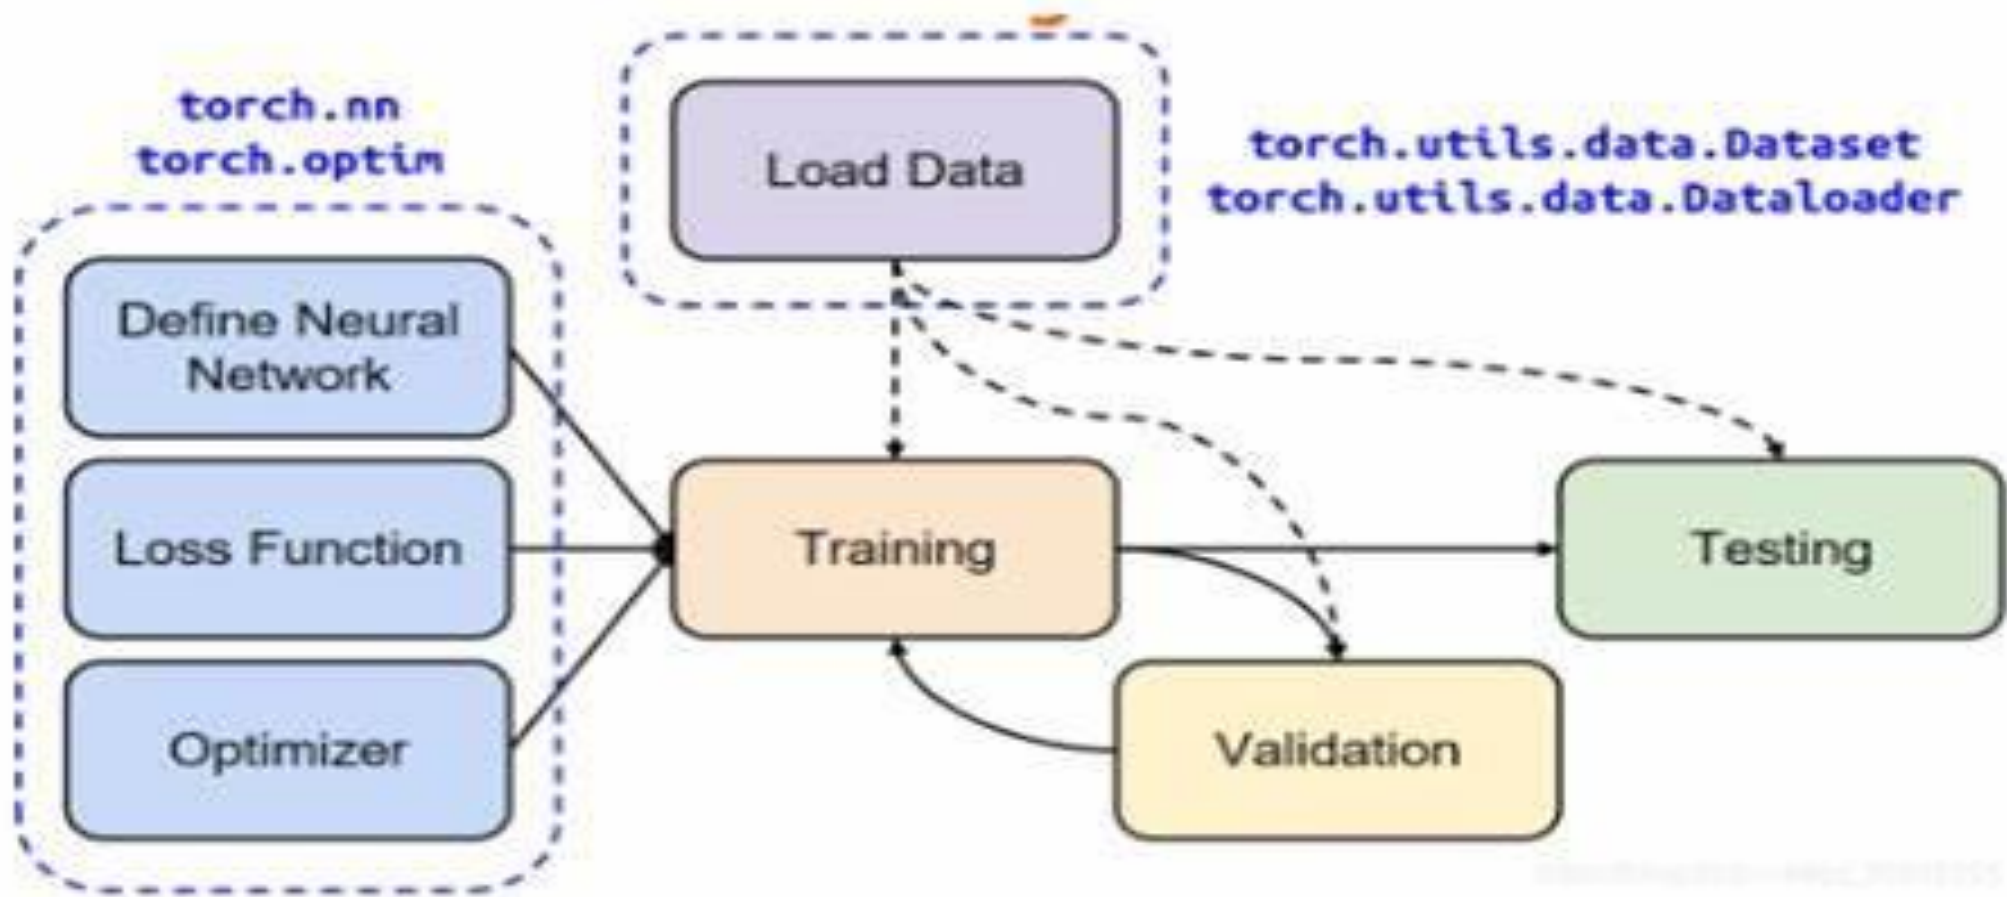 torch.nn
torch.optim
Load Data
torch.utils.data.Dataset
torch.utils.data.Dataloader
Define Neural
Network
Loss Function
Training
Testing
Optimizer
Validation